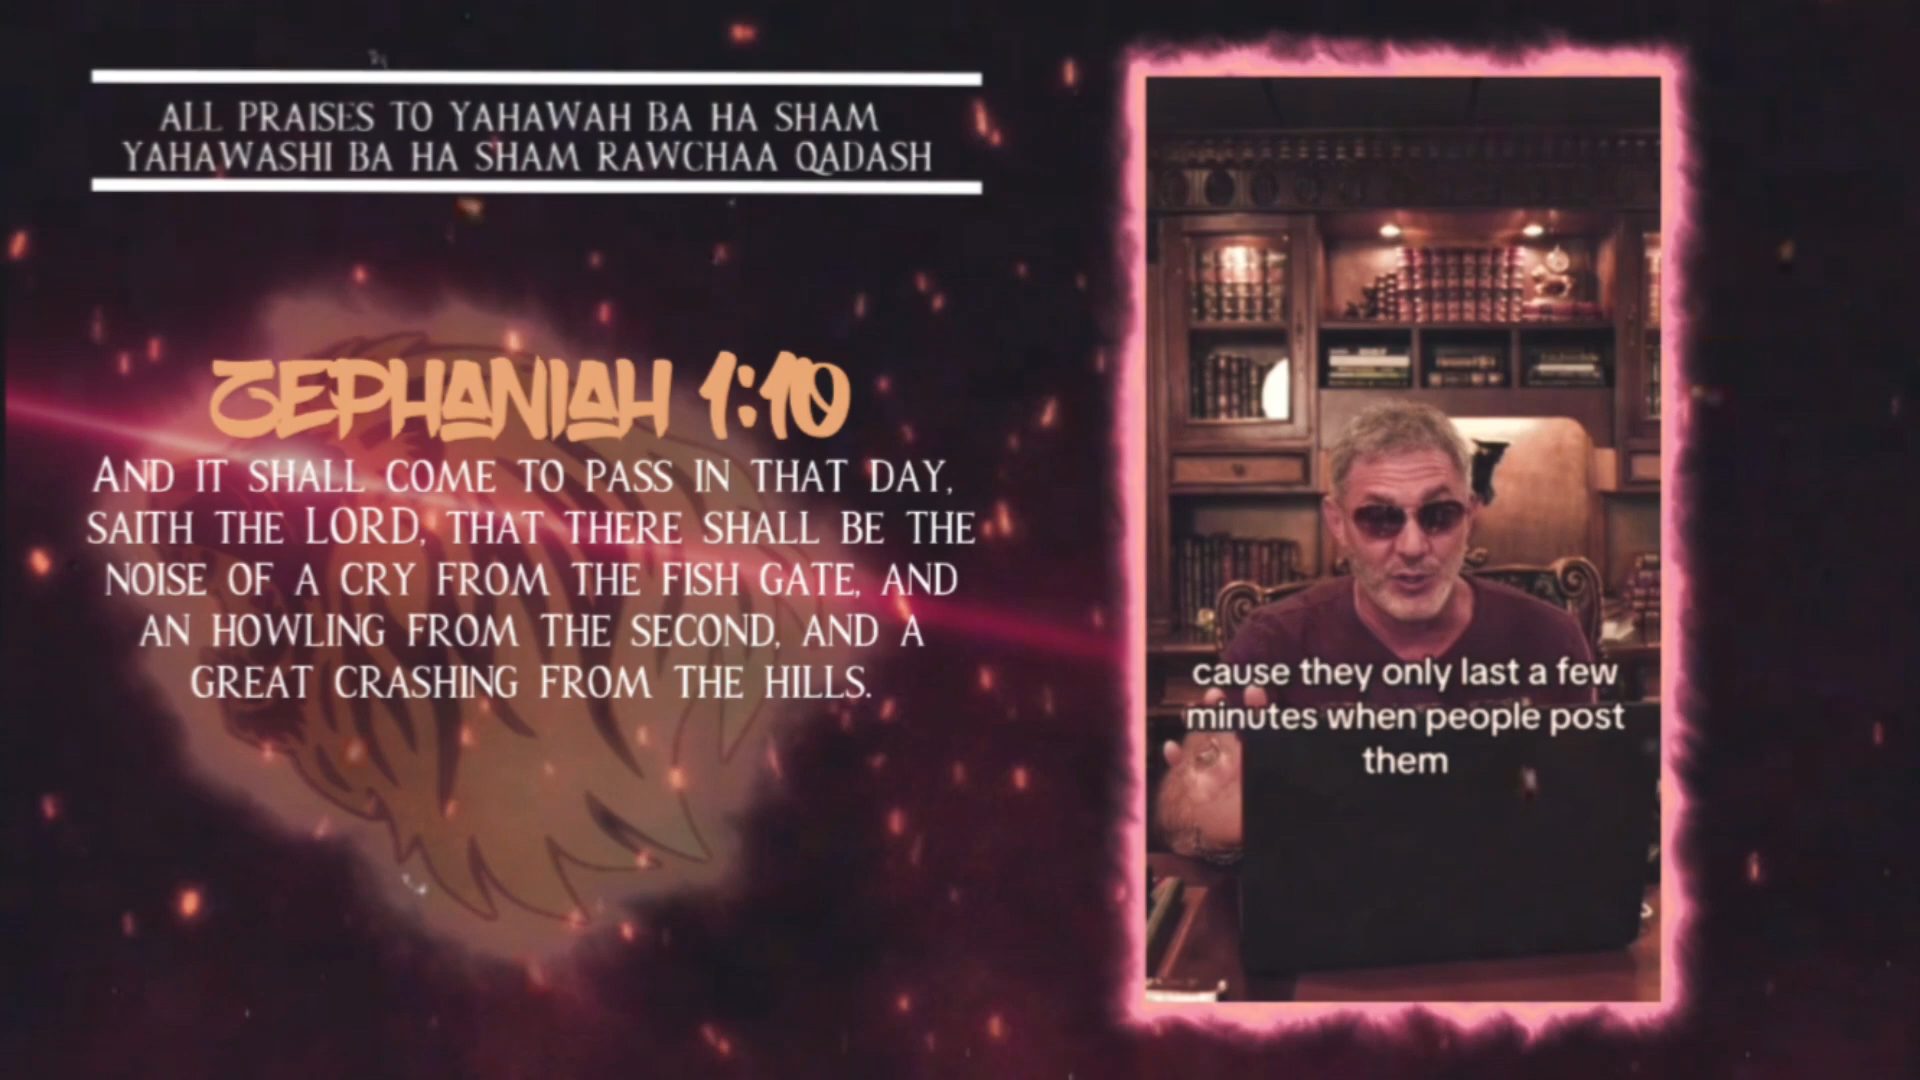 ALL PRAISES TO YAHAWAH BA HA SHAM
YAHAWASHI BA HA SHAM RAWCHAA QADASH
ZEPHANIAH 1:10
AND IT SHALL COME TO PASS IN THAT DAY,
SAITH THE LORD, THAT THERE SHALL BE THE
NOISE OF A CRY FROM THE FISH GATE, AND
AN HOWLING FROM THE SECOND, AND A
GREAT CRASHING FROM THE HILLS.
cause they only last a few
minutes when people post
them